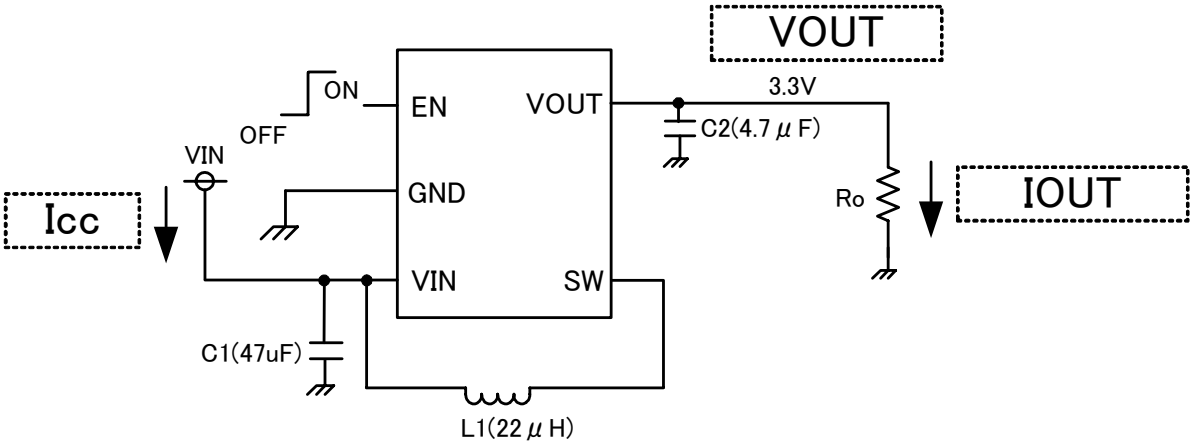 VOUT
3.3V
ON
OFF
EN
VOUT
C2(4.7μF)
VIN
GND
Icc
Ro
IOUT
VIN
SW
C1(47uF)
L1(22μH)